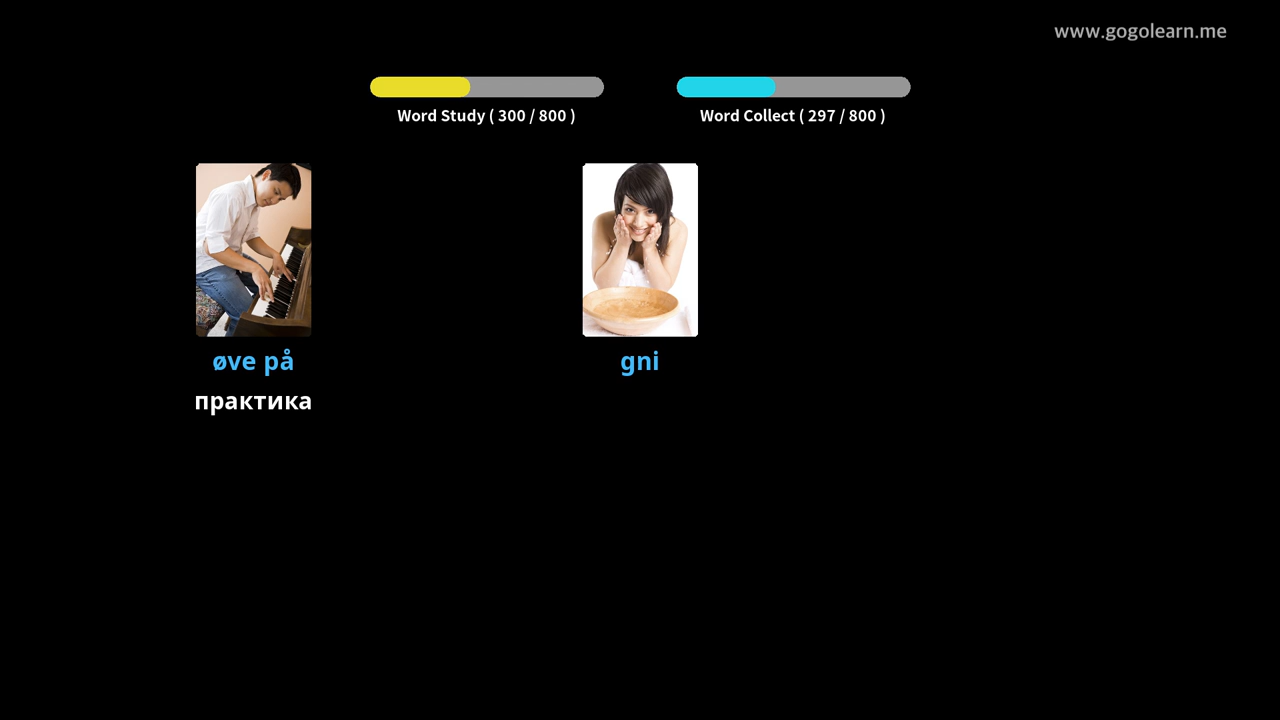 www.gogolearn.me
Word Study ( 300 / 800 )
Word Collect ( 297 / 800 )
øve på
gni
практика